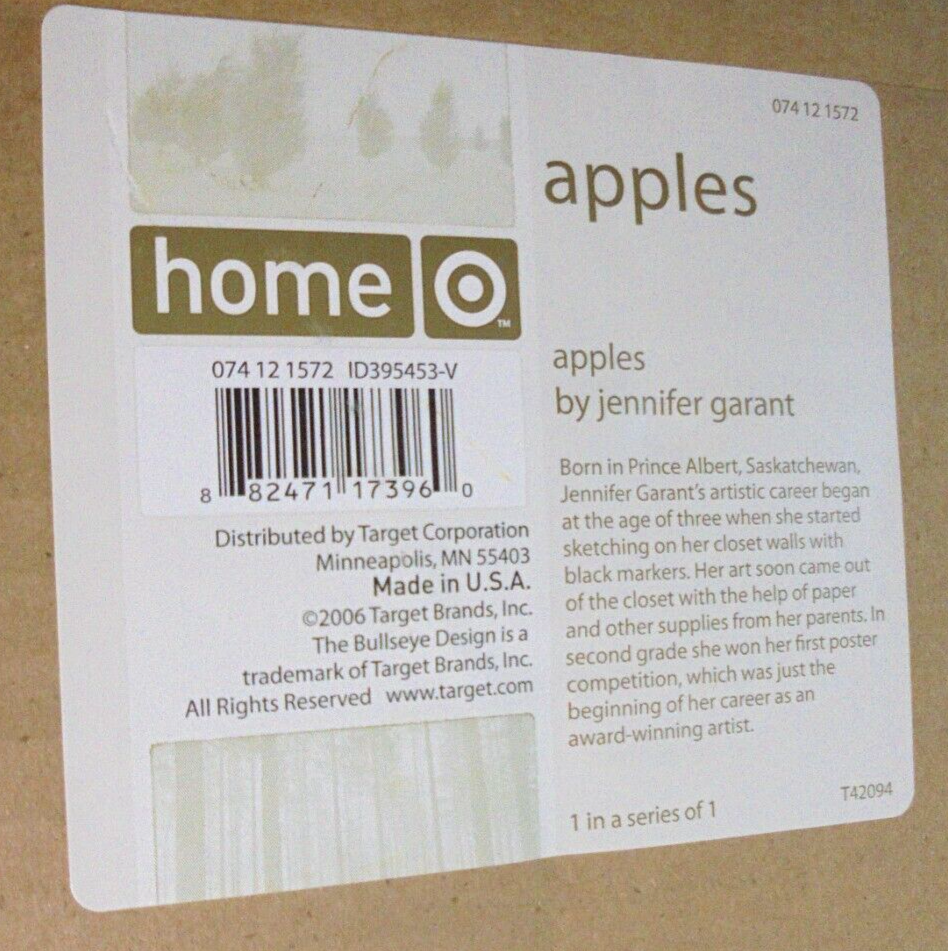 074 12 1572
apples
home
TM
074 12 1572 ID395453-V
8 82471 17396 0
Distributed by Target Corporation
Minneapolis, MN 55403
Made in U.S.A.
©2006 Target Brands, Inc.
The Bullseye Design is a
trademark of Target Brands, Inc.
All Rights Reserved www.target.com
apples
by jennifer garant
Born in Prince Albert, Saskatchewan,
Jennifer Garant's artistic career began
at the age of three when she started
sketching on her closet walls with
black markers. Her art soon came out
of the closet with the help of paper
and other supplies from her parents. In
second grade she won her first poster
competition, which was just the
beginning of her career as an
award-winning artist.
1 in a series of 1
T42094